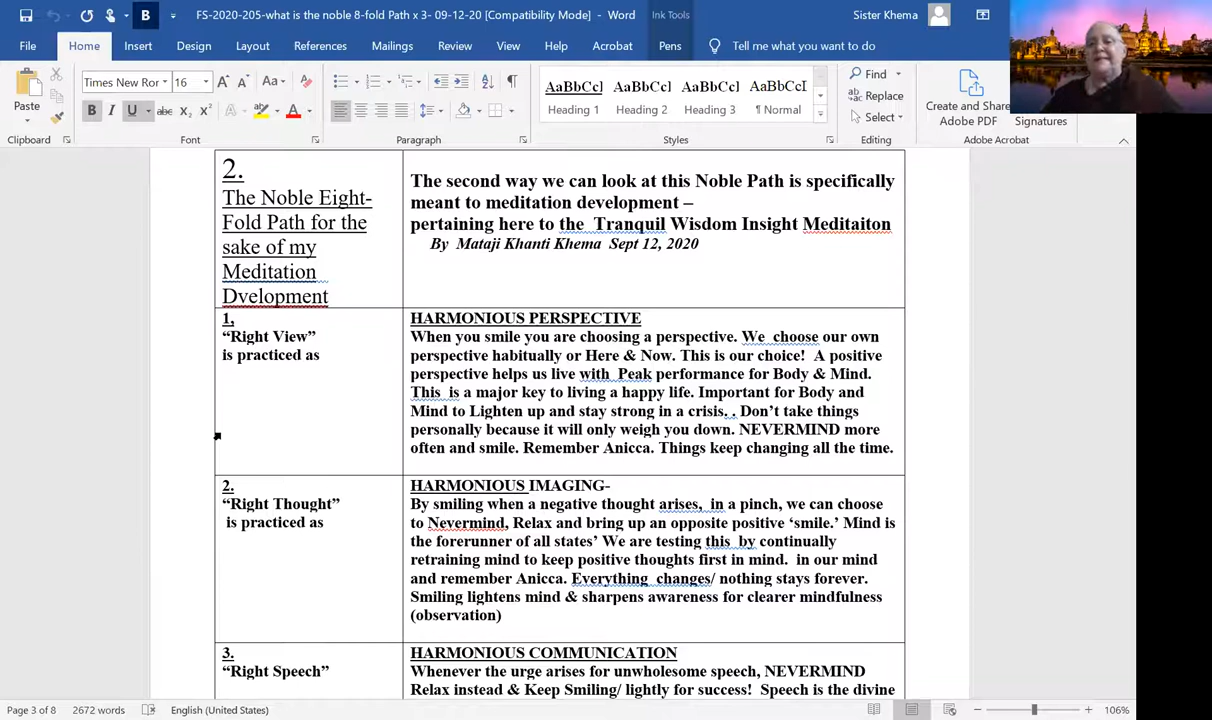 FS-2020-205-what is the noble 8-fold Path x 3- 09-12-20 [Compatibility Mode] - Word
Ink Tools
Sister Khema
File Home Insert Design Layout References Mailings Review View Help Acrobat Pens Tell me what you want to do
Paste
Clipboard
Times New Ror 16
B I U abc X₂ X²
Font
Paragraph
AaBbCcI AaBbCcI AaBbCcI AaBbCcI
Heading 1 Heading 2 Heading 3 ¶ Normal
Styles
Find
Replace
Select
Editing
Create and Share
Adobe PDF
Signatures
Adobe Acrobat
2.
The Noble Eight-
Fold Path for the
sake of my
Meditation
Dvelopment
The second way we can look at this Noble Path is specifically
meant to meditation development –
pertaining here to the Tranquil Wisdom Insight Meditaiton
By Mataji Khanti Khema Sept 12, 2020
1,
“Right View”
is practiced as
HARMONIOUS PERSPECTIVE
When you smile you are choosing a perspective. We choose our own
perspective habitually or Here & Now. This is our choice! A positive
perspective helps us live with Peak performance for Body & Mind.
This is a major key to living a happy life. Important for Body and
Mind to Lighten up and stay strong in a crisis. . Don’t take things
personally because it will only weigh you down. NEVERMIND more
often and smile. Remember Anicca. Things keep changing all the time.
2.
“Right Thought”
is practiced as
HARMONIOUS IMAGING-
By smiling when a negative thought arises, in a pinch, we can choose
to Nevermind, Relax and bring up an opposite positive ‘smile.’ Mind is
the forerunner of all states’ We are testing this by continually
retraining mind to keep positive thoughts first in mind. in our mind
and remember Anicca. Everything changes/ nothing stays forever.
Smiling lightens mind & sharpens awareness for clearer mindfulness
(observation)
3.
“Right Speech”
HARMONIOUS COMMUNICATION
Whenever the urge arises for unwholesome speech, NEVERMIND
Relax instead & Keep Smiling/ lightly for success! Speech is the divine
Page 3 of 8 2672 words English (United States) 106%